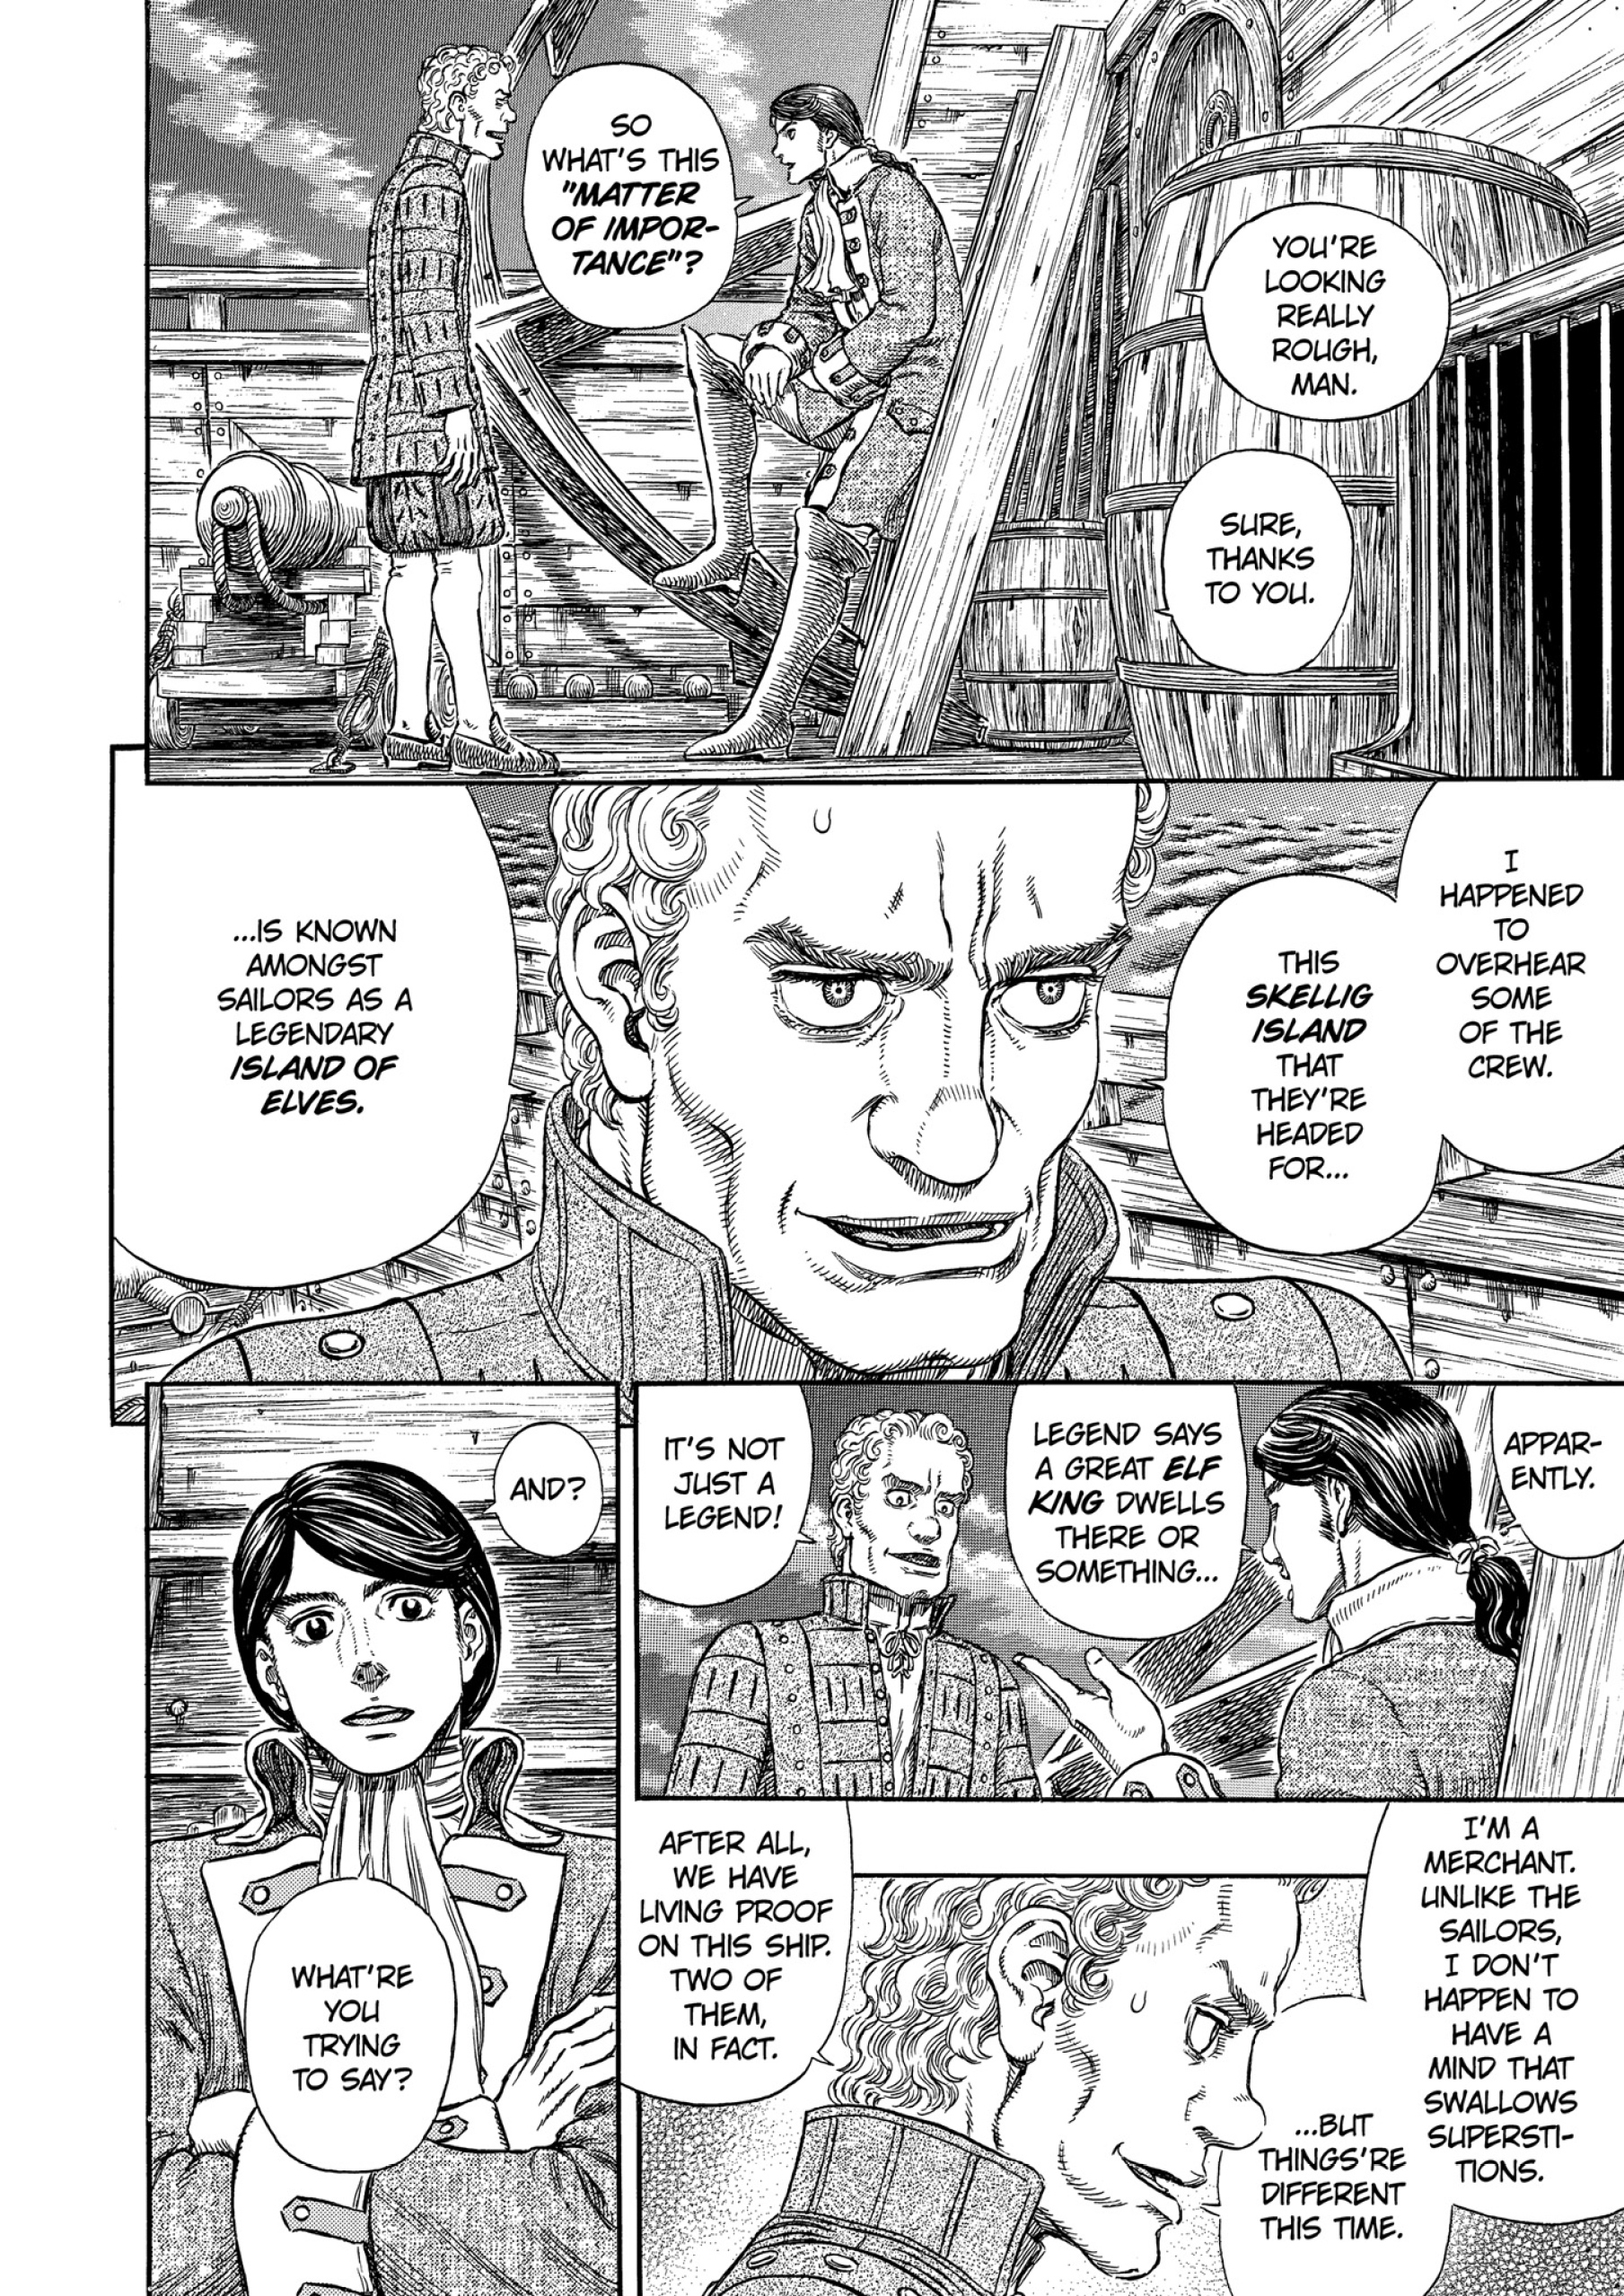 YOU'RE
LOOKING
REALLY
ROUGH,
MAN.
SURE,
THANKS
TO YOU.
SO
WHAT'S THIS
"MATTER
OF IMPOR-
TANCE"?
I
HAPPENED
TO
OVERHEAR
SOME
OF THE
CREW.
THIS
SKELLIG
ISLAND
THAT
THEY'RE
HEADED
FOR...
...IS KNOWN
AMONGST
SAILORS AS A
LEGENDARY
ISLAND OF
ELVES.
APPAR-
ENTLY.
LEGEND SAYS
A GREAT ELF
KING DWELLS
THERE OR
SOMETHING...
IT'S NOT
JUST A
LEGEND!
I'M A
MERCHANT.
UNLIKE THE
SAILORS,
I DON'T
HAPPEN TO
HAVE A
MIND THAT
SWALLOWS
SUPERSTI-
TIONS.
...BUT
THINGS'RE
DIFFERENT
THIS TIME.
AFTER ALL,
WE HAVE
LIVING PROOF
ON THIS SHIP.
TWO OF
THEM,
IN FACT.
AND?
WHAT'RE
YOU
TRYING
TO SAY?